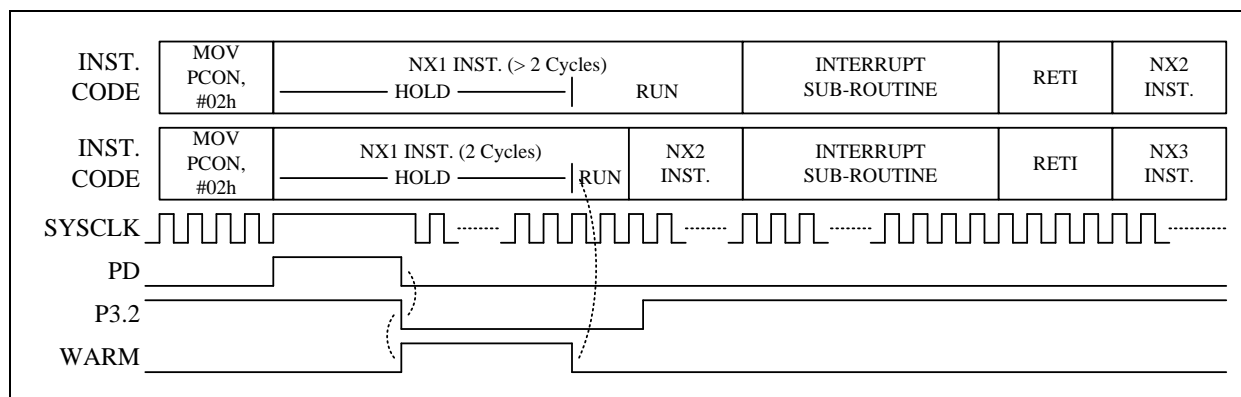 INST. CODE
MOV PCON, #02h
NX1 INST. (> 2 Cycles)
HOLD
RUN
INTERRUPT SUB-ROUTINE
RETI
NX2 INST.
INST. CODE
MOV PCON, #02h
NX1 INST. (2 Cycles)
HOLD
RUN
NX2 INST.
INTERRUPT SUB-ROUTINE
RETI
NX3 INST.
SYSCLK
PD
P3.2
WARM